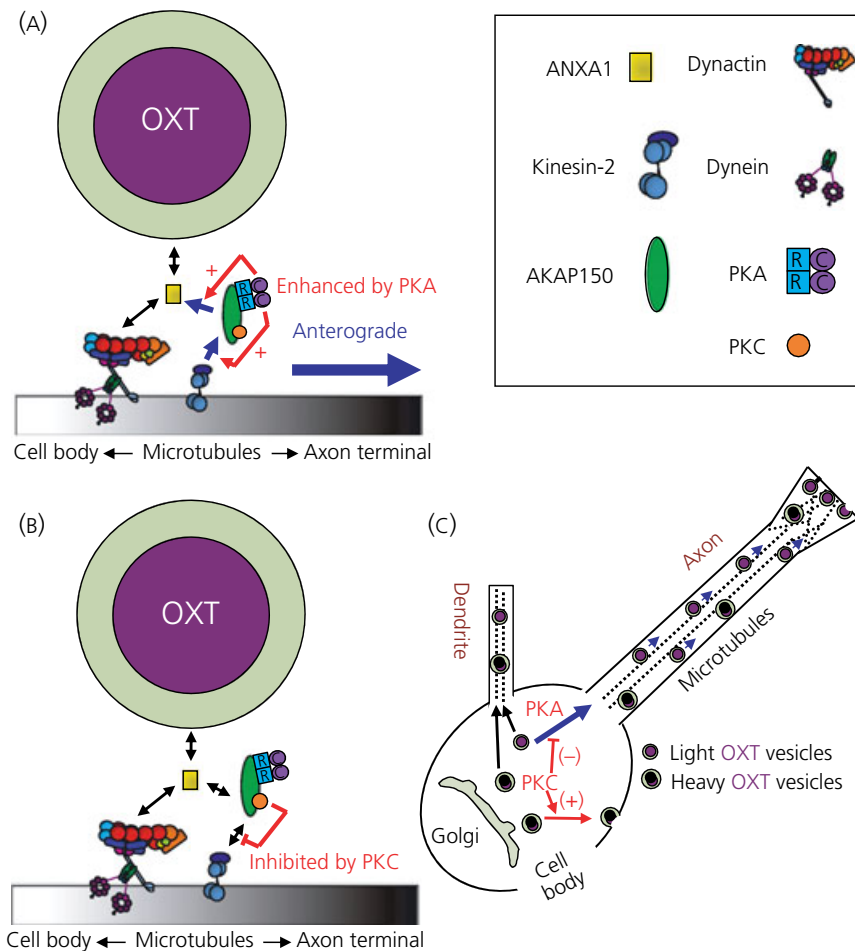 (A)
OXT
R
R
C
C
+
Enhanced by PKA
Anterograde
+
Cell body Microtubules Axon terminal
ANXA1
Dynactin
Kinesin-2
Dynein
AKAP150
PKA
R
R
C
C
PKC
(B)
OXT
R
R
C
C
Inhibited by PKC
Cell body Microtubules Axon terminal
(C)
Axon
Dendrite
Microtubules
PKA
(–)
PKC
(+)
Golgi
Cell
body
Light OXT vesicles
Heavy OXT vesicles